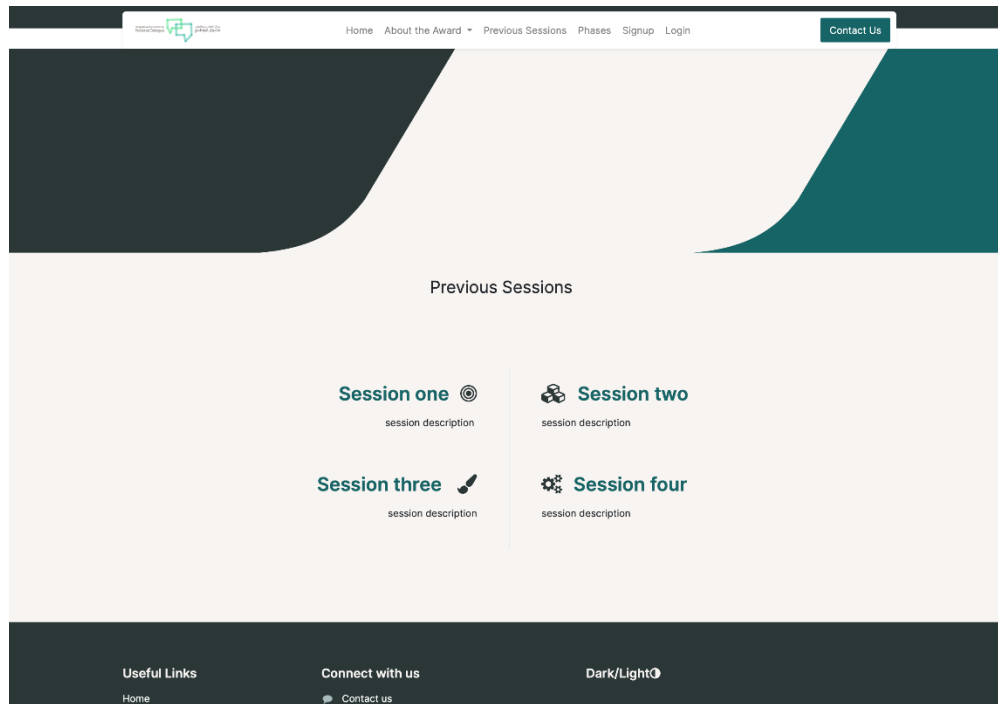 National Dialogue
Home About the Award Previous Sessions Phases Signup Login
Contact Us
Previous Sessions
Session one
session description
Session two
session description
Session three
session description
Session four
session description
Useful Links
Home
Connect with us
Contact us
Dark/Light